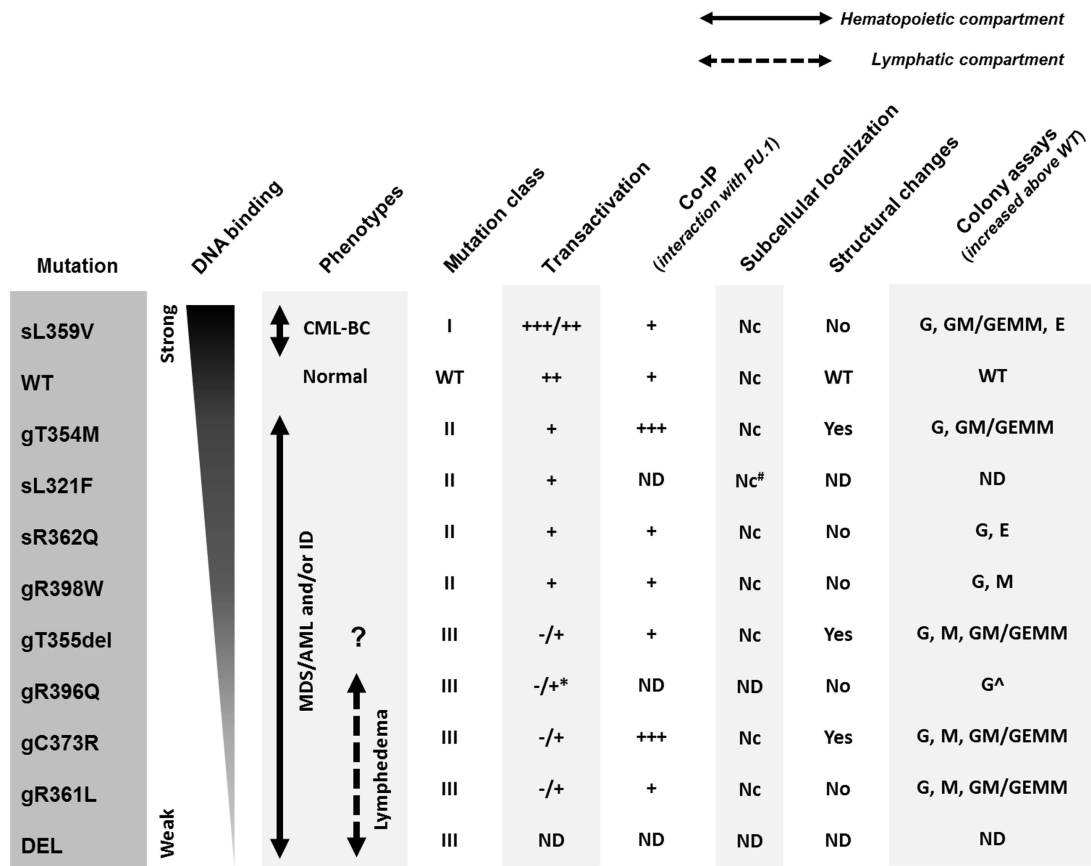 Hematopoietic compartment
Lymphatic compartment
Mutation
DNA binding
Phenotypes
Mutation class
Transactivation
Co-IP
(interaction with PU.1)
Subcellular localization
Structural changes
Colony assays
(increased above WT)
Strong
Weak
sL359V CML-BC I +++/++ + Nc No G, GM/GEMM, E
WT Normal WT ++ + Nc WT WT
gT354M II + +++ Nc Yes G, GM/GEMM
sL321F II + ND Nc# ND ND
sR362Q II + + Nc No G, E
gR398W II + + Nc No G, M
gT355del ? III -/+ + Nc Yes G, M, GM/GEMM
gR396Q III -/+* ND ND No G^
gC373R III -/+ +++ Nc Yes G, M, GM/GEMM
gR361L III -/+ + Nc No G, M, GM/GEMM
DEL III ND ND ND ND ND
MDS/AML and/or ID
Lymphedema